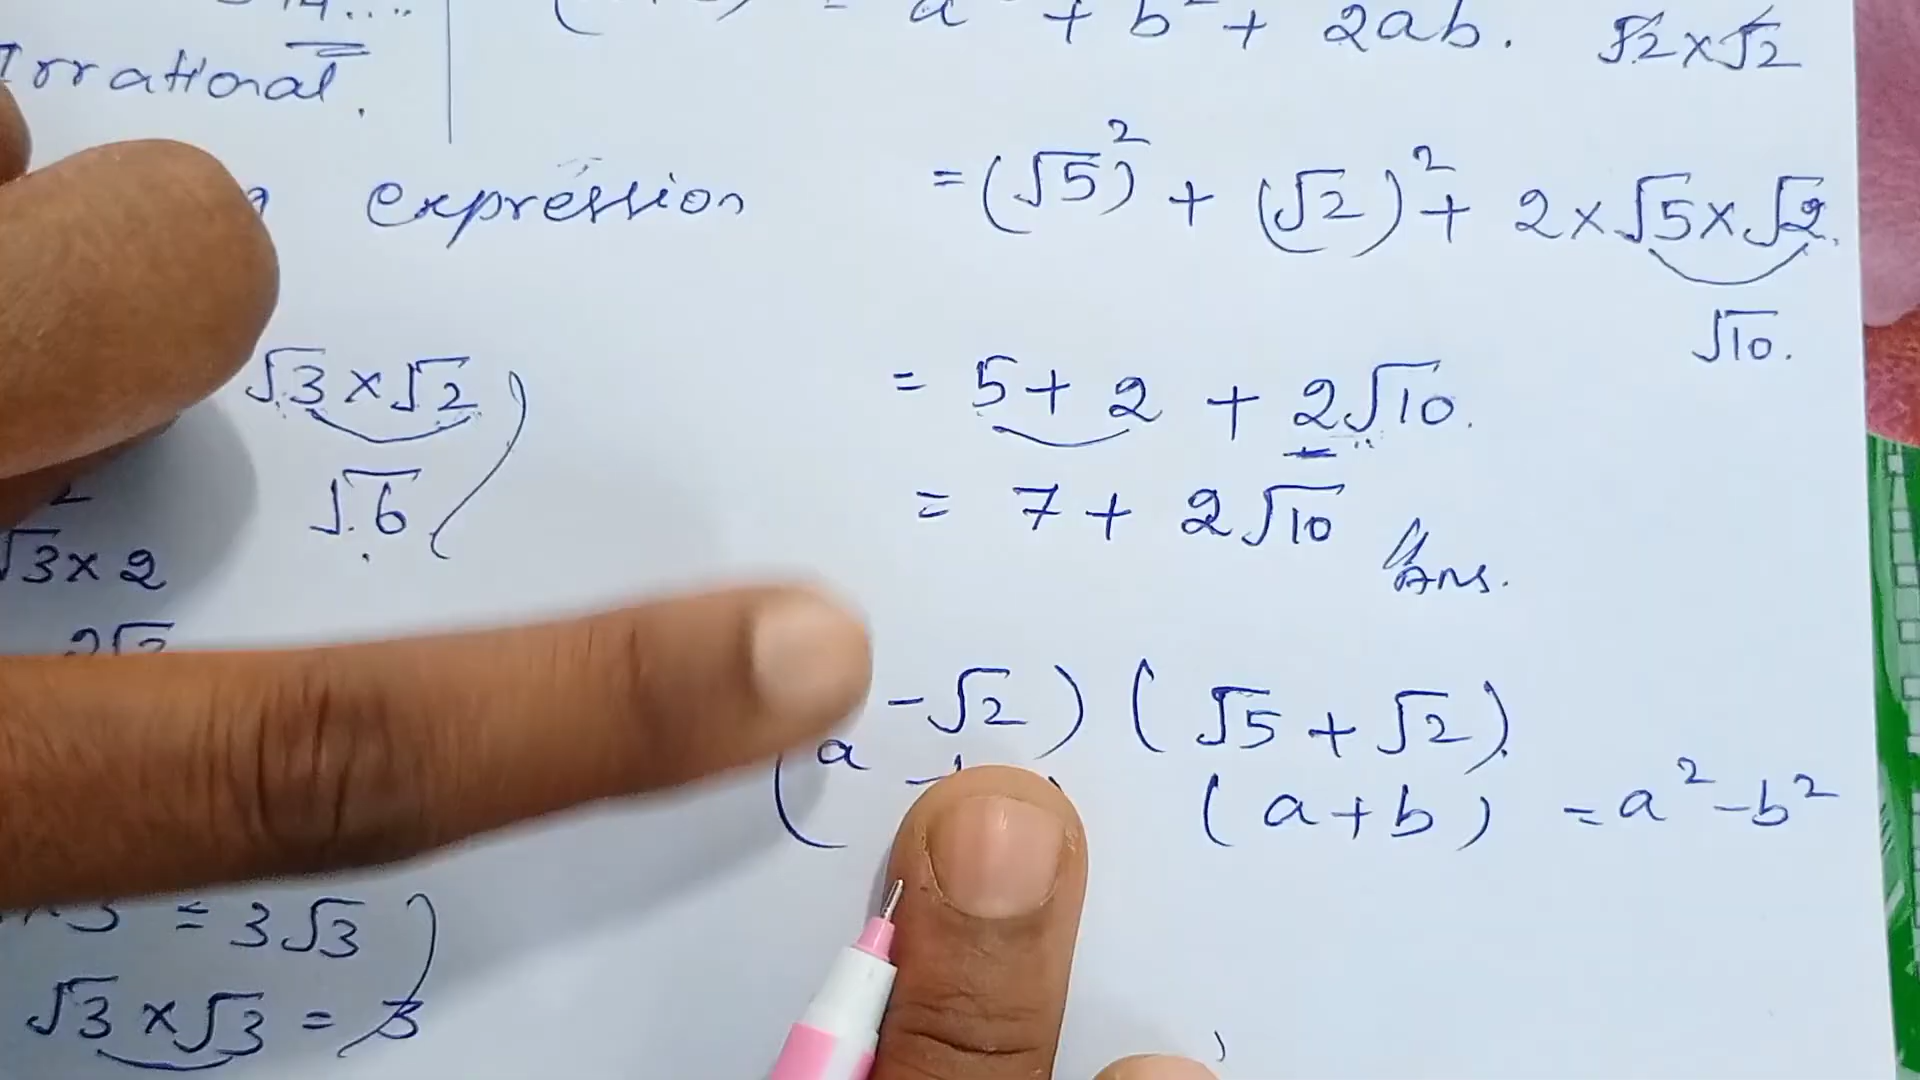 Irrational.
= a² + b² + 2ab. √2×√2
expression
= (√5)² + (√2)² + 2×√5×√2.
√10.
√3×√2
√6
= 5+2 + 2√10.
= 7+ 2√10 Ans.
√3×2
-√2) (√5+√2).
(a (a+b) = a²-b²
3 = 3√3
√3×√3 = 3